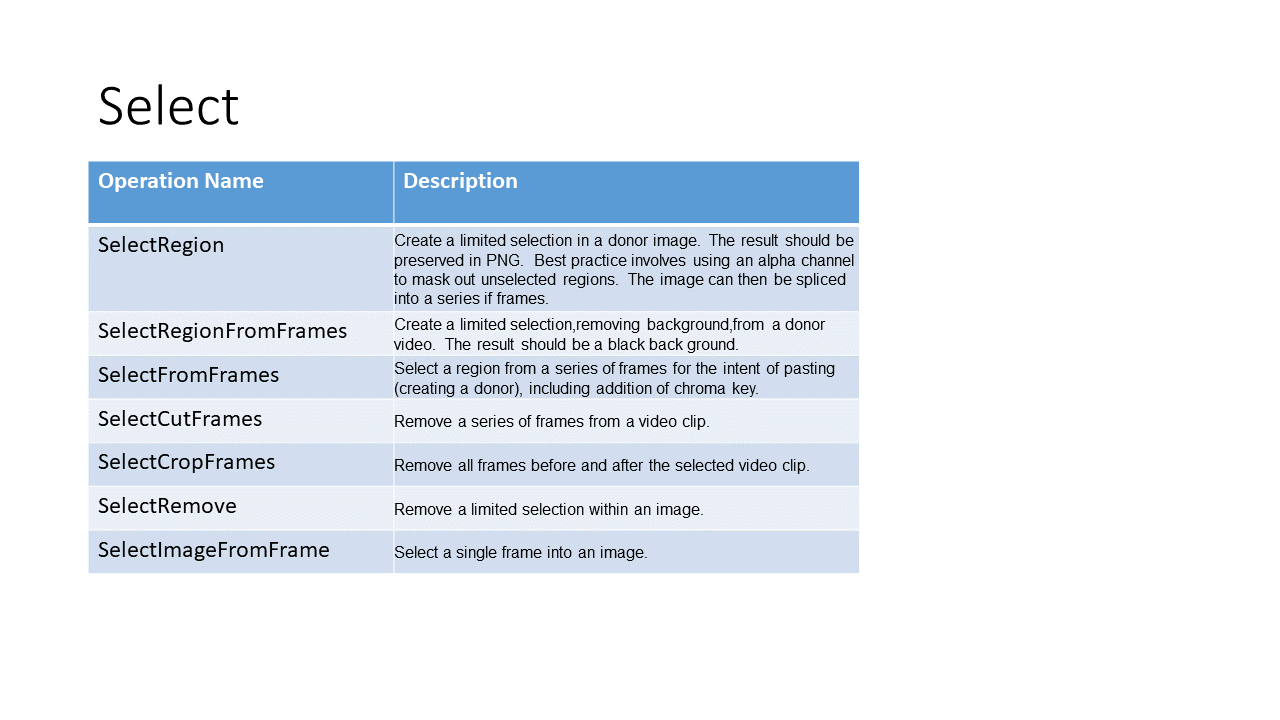 Select
Operation Name
Description
SelectRegion
Create a limited selection in a donor image.  The result should be
preserved in PNG.  Best practice involves using an alpha channel
to mask out unselected regions.  The image can then be spliced
into a series if frames.
SelectRegionFromFrames
Create a limited selection,removing background,from a donor
video.  The result should be a black back ground.
SelectFromFrames
Select a region from a series of frames for the intent of pasting
(creating a donor), including addition of chroma key.
SelectCutFrames
Remove a series of frames from a video clip.
SelectCropFrames
Remove all frames before and after the selected video clip.
SelectRemove
Remove a limited selection within an image.
SelectImageFromFrame
Select a single frame into an image.